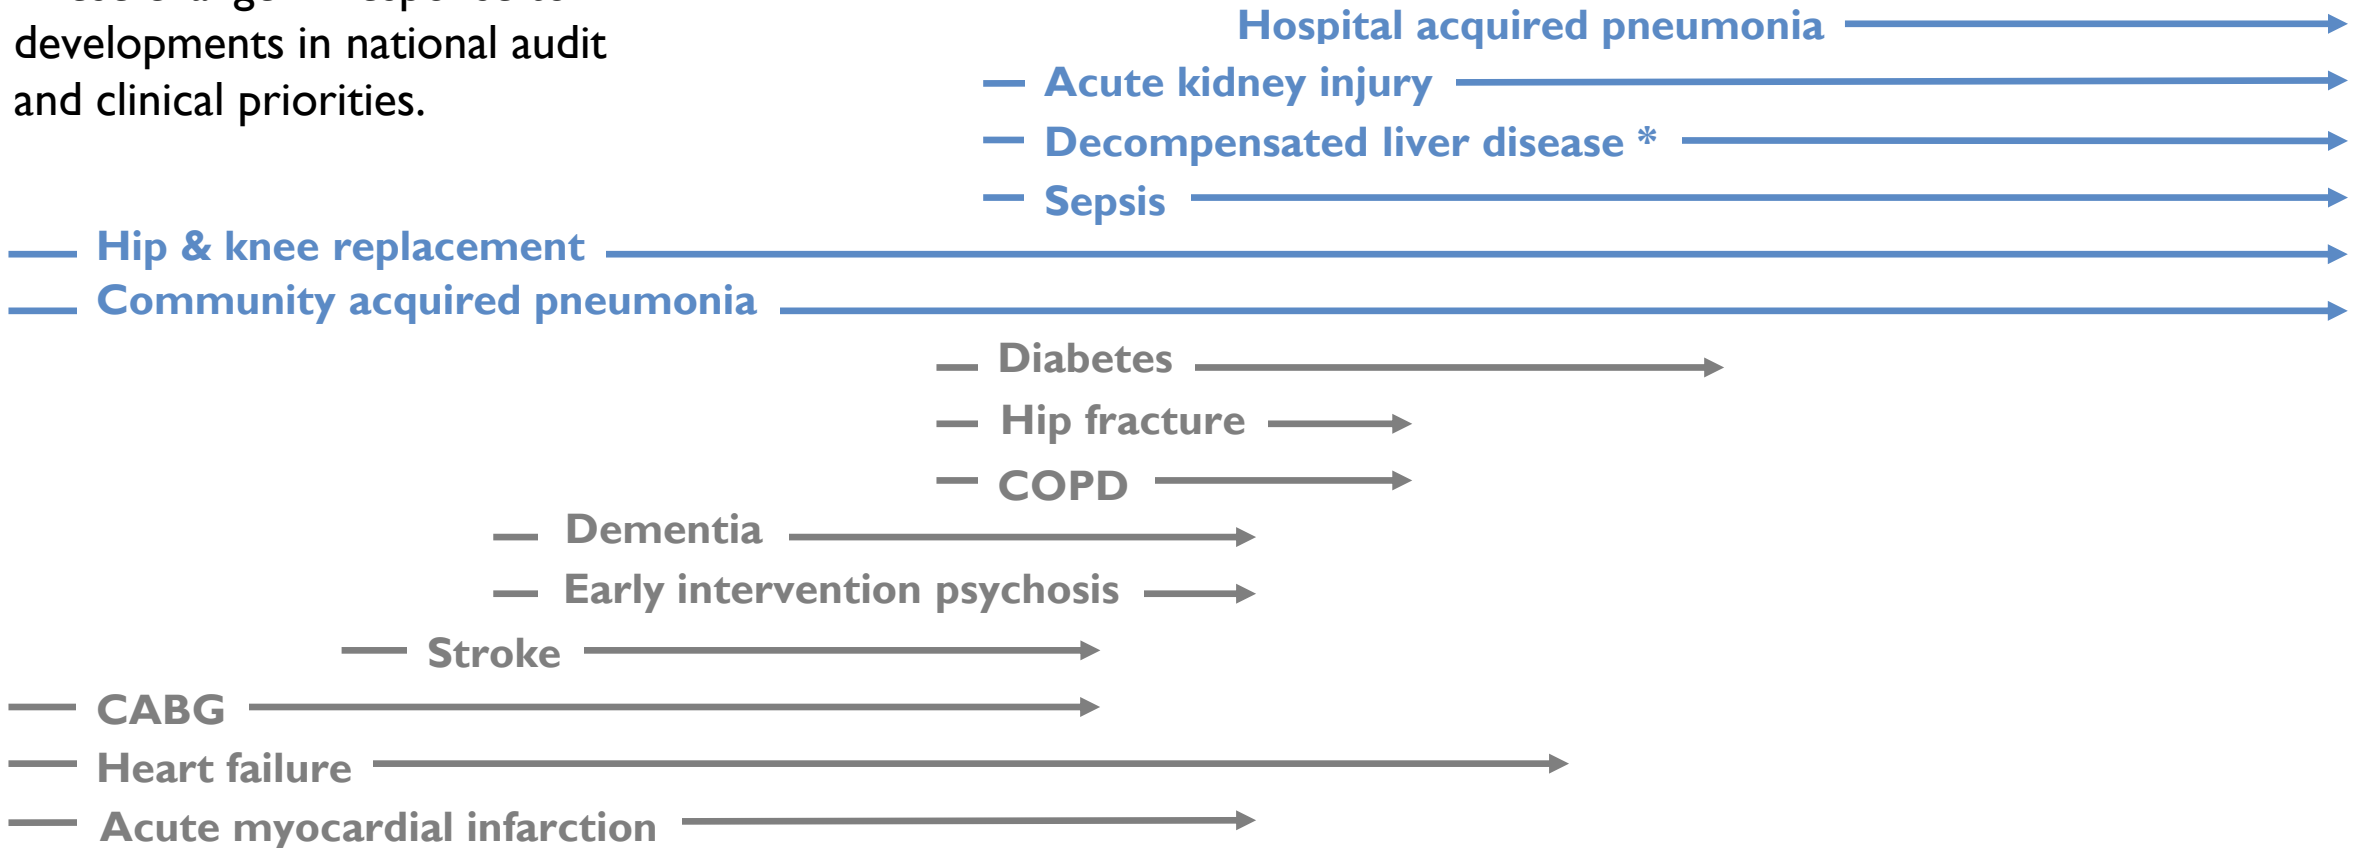 developments in national audit
and clinical priorities.
Hospital acquired pneumonia
Acute kidney injury
Decompensated liver disease *
Sepsis
Hip & knee replacement
Community acquired pneumonia
Diabetes
Hip fracture
COPD
Dementia
Early intervention psychosis
Stroke
CABG
Heart failure
Acute myocardial infarction